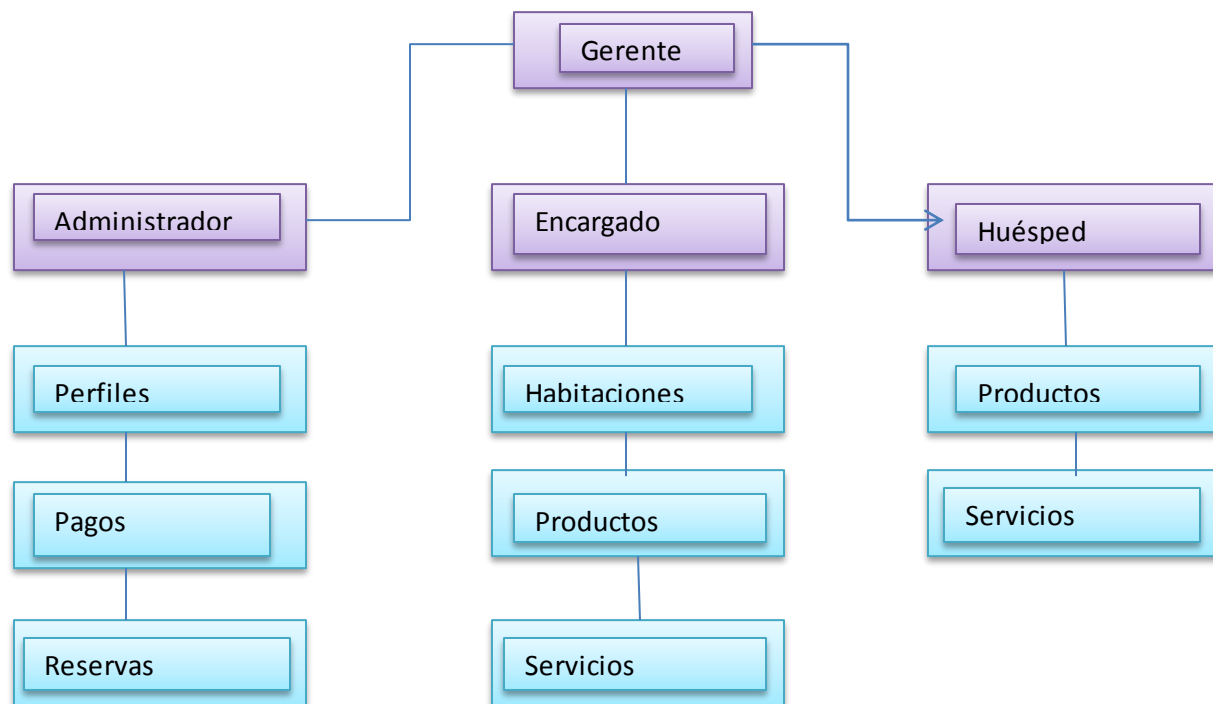 Gerente
Administrador
Encargado
Huésped
Perfiles
Habitaciones
Productos
Pagos
Productos
Servicios
Reservas
Servicios